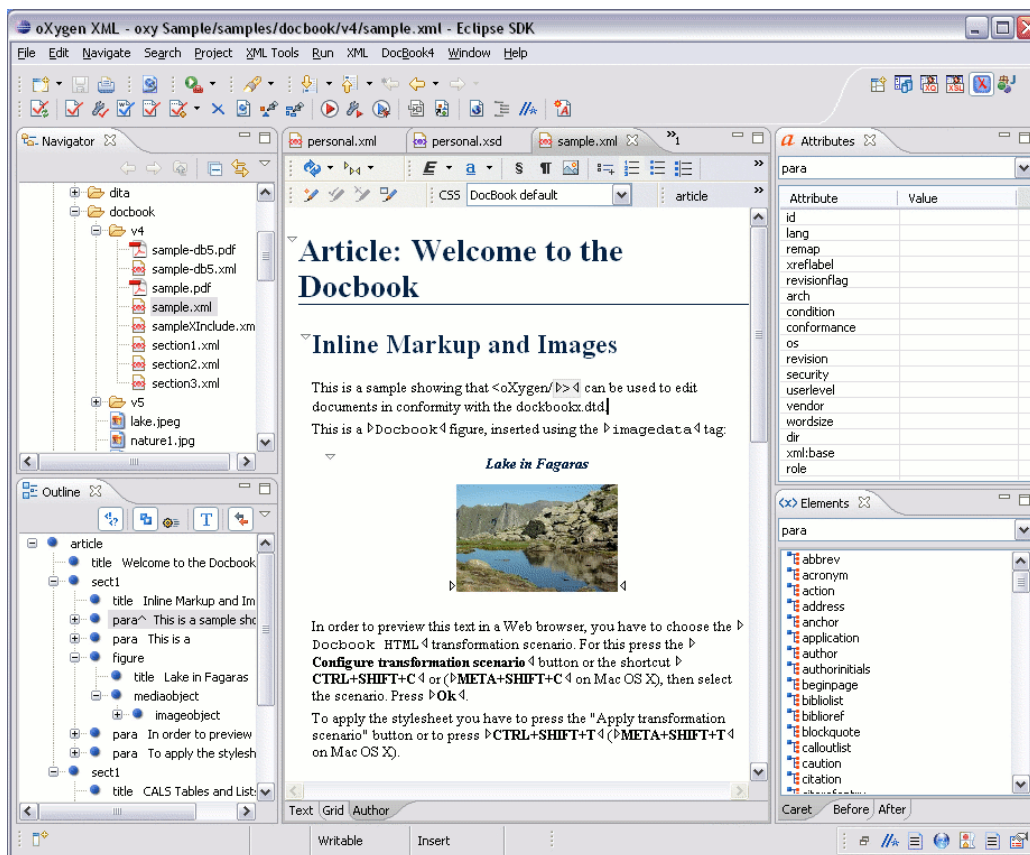 oXygen XML - oxy Sample/samples/docbook/v4/sample.xml - Eclipse SDK
File Edit Navigate Search Project XML Tools Run XML DocBook4 Window Help
Navigator
dita
docbook
v4
sample-db5.pdf
sample-db5.xml
sample.pdf
sample.xml
sampleXInclude.xm
section1.xml
section2.xml
section3.xml
v5
lake.jpeg
nature1.jpg
Outline
article
title Welcome to the Docbook
sect1
title Inline Markup and Im
para^ This is a sample sho
para This is a
figure
title Lake in Fagaras
mediaobject
imageobject
para In order to preview
para To apply the stylesh
sect1
title CALS Tables and Lists
personal.xml personal.xsd sample.xml »1
E a § ¶ »
CSS DocBook default article »
Article: Welcome to the
Docbook
Inline Markup and Images
This is a sample showing that <oXygen/> can be used to edit
documents in conformity with the dockbookx.dtd.
This is a Docbook figure, inserted using the imagedata tag:
Lake in Fagaras
In order to preview this text in a Web browser, you have to choose the
Docbook HTML transformation scenario. For this press the
Configure transformation scenario button or the shortcut
CTRL+SHIFT+C or (META+SHIFT+C on Mac OS X), then select
the scenario. Press Ok.
To apply the stylesheet you have to press the "Apply transformation
scenario" button or to press CTRL+SHIFT+T (META+SHIFT+T
on Mac OS X).
Text Grid Author
Attributes
para
Attribute Value
id
lang
remap
xreflabel
revisionflag
arch
condition
conformance
os
revision
security
userlevel
vendor
wordsize
dir
xml:base
role
Elements
para
abbrev
acronym
action
address
anchor
application
author
authorinitials
beginpage
bibliolist
biblioref
blockquote
calloutlist
caution
citation
Caret Before After
Writable Insert